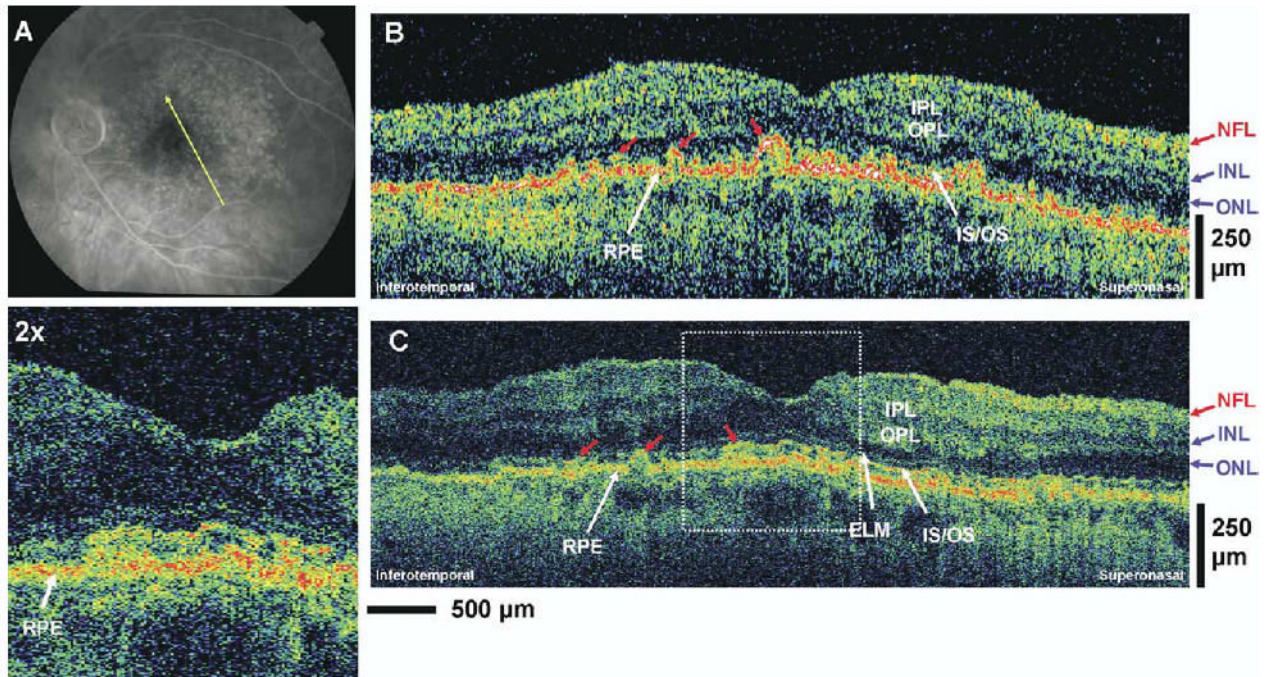 A
B
IPL
OPL
NFL
INL
ONL
RPE
IS/OS
250
µm
Inferotemporal
Superonasal
2x
RPE
C
IPL
OPL
NFL
INL
ONL
RPE
ELM
IS/OS
250
µm
Inferotemporal
Superonasal
500 µm